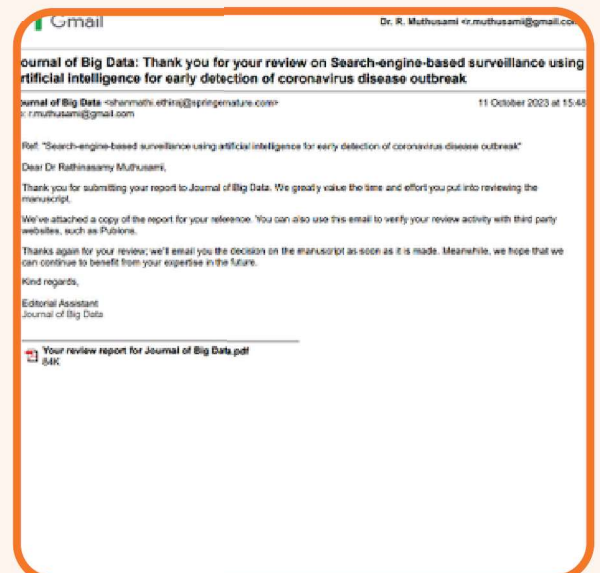 Gmail
Dr. R. Muthusami <r.muthusami@gmail.com
ournal of Big Data: Thank you for your review on Search-engine-based surveillance using
rtificial intelligence for early detection of coronavirus disease outbreak
ournal of Big Data <shanmathi.ethiraj@springernature.com>
11 October 2023 at 15:48
o: r.muthusami@gmail.com
Ref: "Search-engine-based surveillance using artificial intelligence for early detection of coronavirus disease outbreak"
Dear Dr Rathinasamy Muthusami,
Thank you for submitting your report to Journal of Big Data. We greatly value the time and effort you put into reviewing the
manuscript.
We've attached a copy of the report for your reference. You can also use this email to verify your review activity with third party
websites, such as Publons.
Thanks again for your review; we'll email you the decision on the manuscript as soon as it is made. Meanwhile, we hope that we
can continue to benefit from your expertise in the future.
Kind regards,
Editorial Assistant
Journal of Big Data
Your review report for Journal of Big Data.pdf
84K